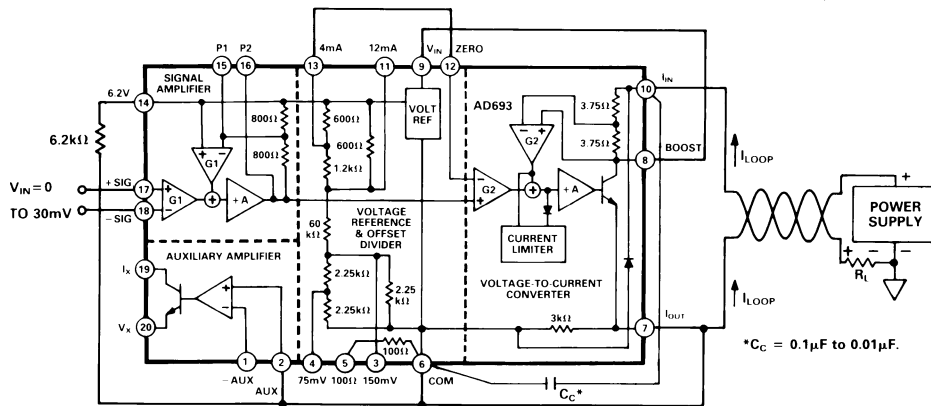 4mA 12mA VIN ZERO
P1 P2
15 16 13 11 9 12
SIGNAL
AMPLIFIER
6.2V
14
6.2kΩ
800Ω
800Ω
600Ω
600Ω
1.2kΩ
VOLT
REF
AD693
3.75Ω
3.75Ω
IIN
10
BOOST
8
+ -
G1
- +
G2
VIN = 0
TO 30mV
+SIG
17
-SIG
18
+
-
G1
+
+A
-
+
G2
+
+A
60
kΩ
CURRENT
LIMITER
VOLTAGE
REFERENCE
& OFFSET
DIVIDER
AUXILIARY AMPLIFIER
IX
19
VX
20
+
-
2.25kΩ
2.25kΩ
2.25
kΩ
VOLTAGE-TO-CURRENT
CONVERTER
3kΩ
IOUT
7
100Ω
1 2 4 5 3 6
-AUX
AUX
75mV 100Ω 150mV
COM
CC*
ILOOP
ILOOP
+
POWER
SUPPLY
-
+ - -
RL
*CC = 0.1µF to 0.01µF.